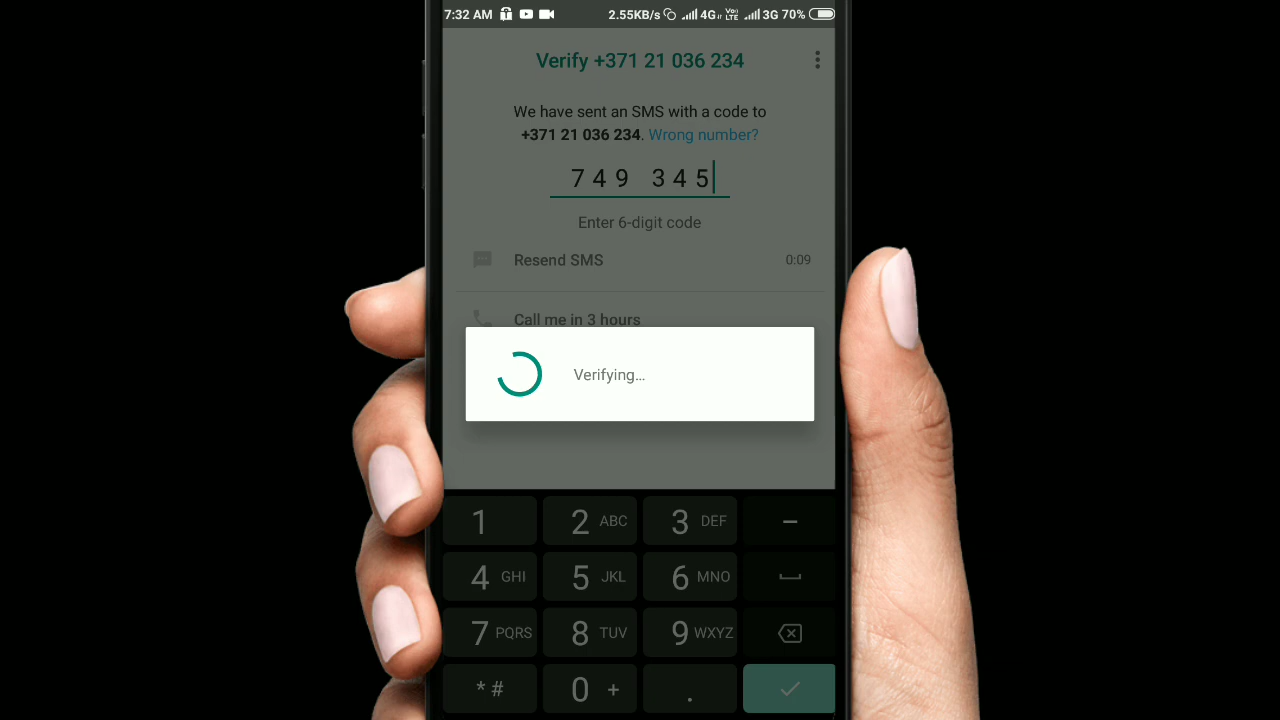 7:32 AM 2.55KB/s 4G VoLTE 3G 70%
Verify +371 21 036 234
We have sent an SMS with a code to
+371 21 036 234. Wrong number?
749 345
Enter 6-digit code
Resend SMS 0:09
Call me in 3 hours
Verifying...
1 2 ABC 3 DEF –
4 GHI 5 JKL 6 MNO
7 PQRS 8 TUV 9 WXYZ
* # 0 + .